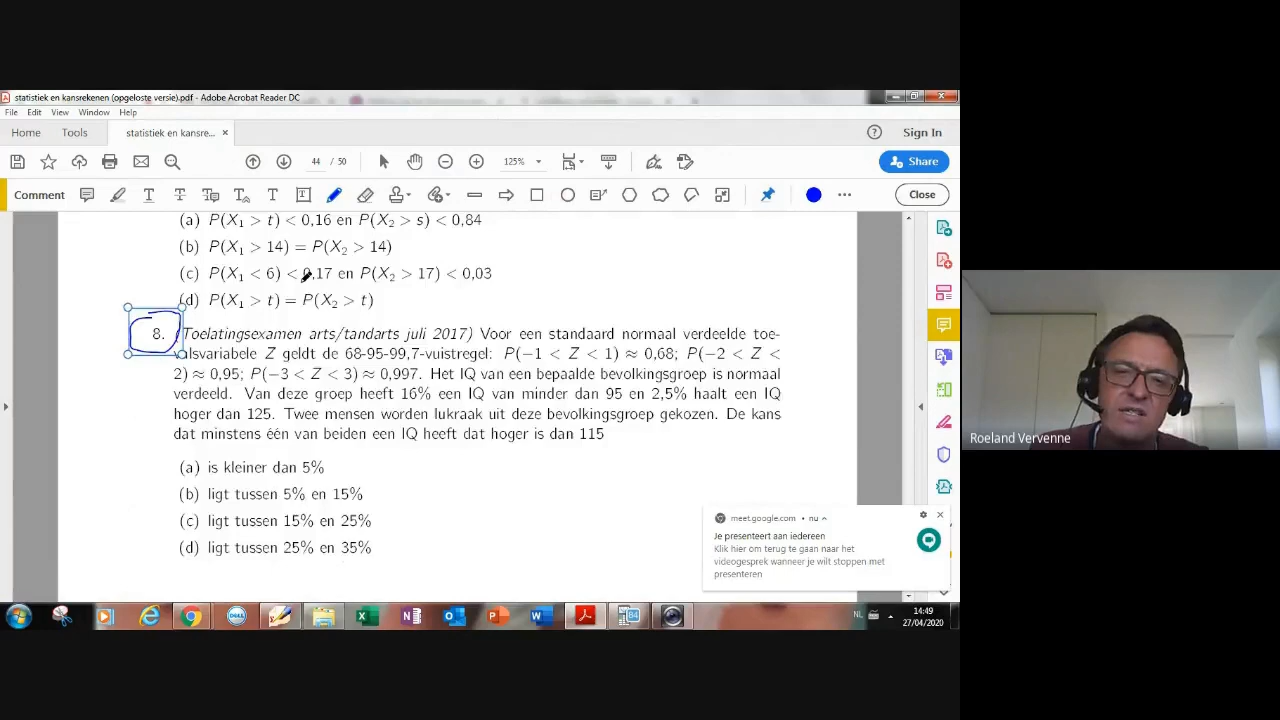 statistiek en kansrekenen (opgeloste versie).pdf - Adobe Acrobat Reader DC
File Edit View Window Help
Home Tools statistiek en kansre... × Sign In
44 / 50 125% Share
Comment Close
(a) P(X₁ > t) < 0,16 en P(X₂ > s) < 0,84
(b) P(X₁ > 14) = P(X₂ > 14)
(c) P(X₁ < 6) < 0,17 en P(X₂ > 17) < 0,03
(d) P(X₁ > t) = P(X₂ > t)
8. (Toelatingsexamen arts/tandarts juli 2017) Voor een standaard normaal verdeelde toe-
valsvariabele Z geldt de 68-95-99,7-vuistregel: P(−1 < Z < 1) ≈ 0,68; P(−2 < Z <
2) ≈ 0,95; P(−3 < Z < 3) ≈ 0,997. Het IQ van een bepaalde bevolkingsgroep is normaal
verdeeld. Van deze groep heeft 16% een IQ van minder dan 95 en 2,5% haalt een IQ
hoger dan 125. Twee mensen worden lukraak uit deze bevolkingsgroep gekozen. De kans
dat minstens één van beiden een IQ heeft dat hoger is dan 115
(a) is kleiner dan 5%
(b) ligt tussen 5% en 15%
(c) ligt tussen 15% en 25%
(d) ligt tussen 25% en 35%
meet.google.com • nu
Je presenteert aan iedereen
Klik hier om terug te gaan naar het
videogesprek wanneer je wilt stoppen met
presenteren
Roeland Vervenne
NL 14:49
27/04/2020